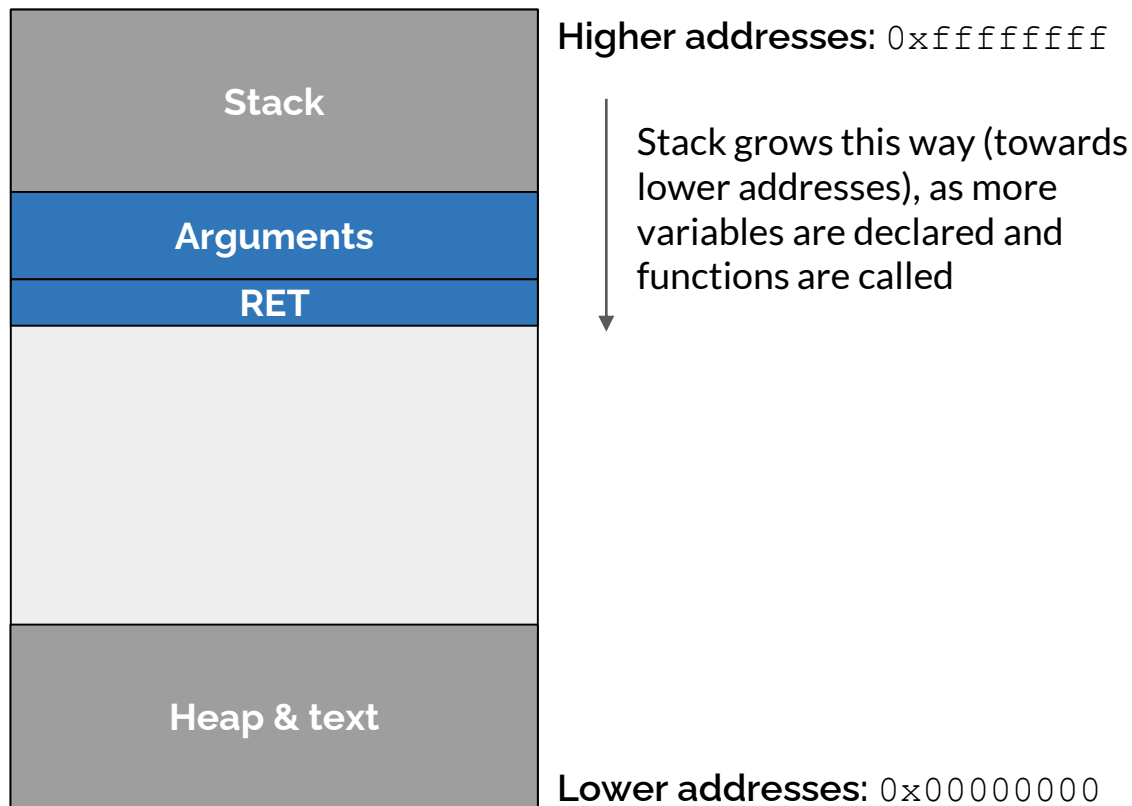 Higher addresses: 0xffffffff
Stack
Stack grows this way (towards
lower addresses), as more
variables are declared and
functions are called
Arguments
RET
Heap & text
Lower addresses: 0x00000000